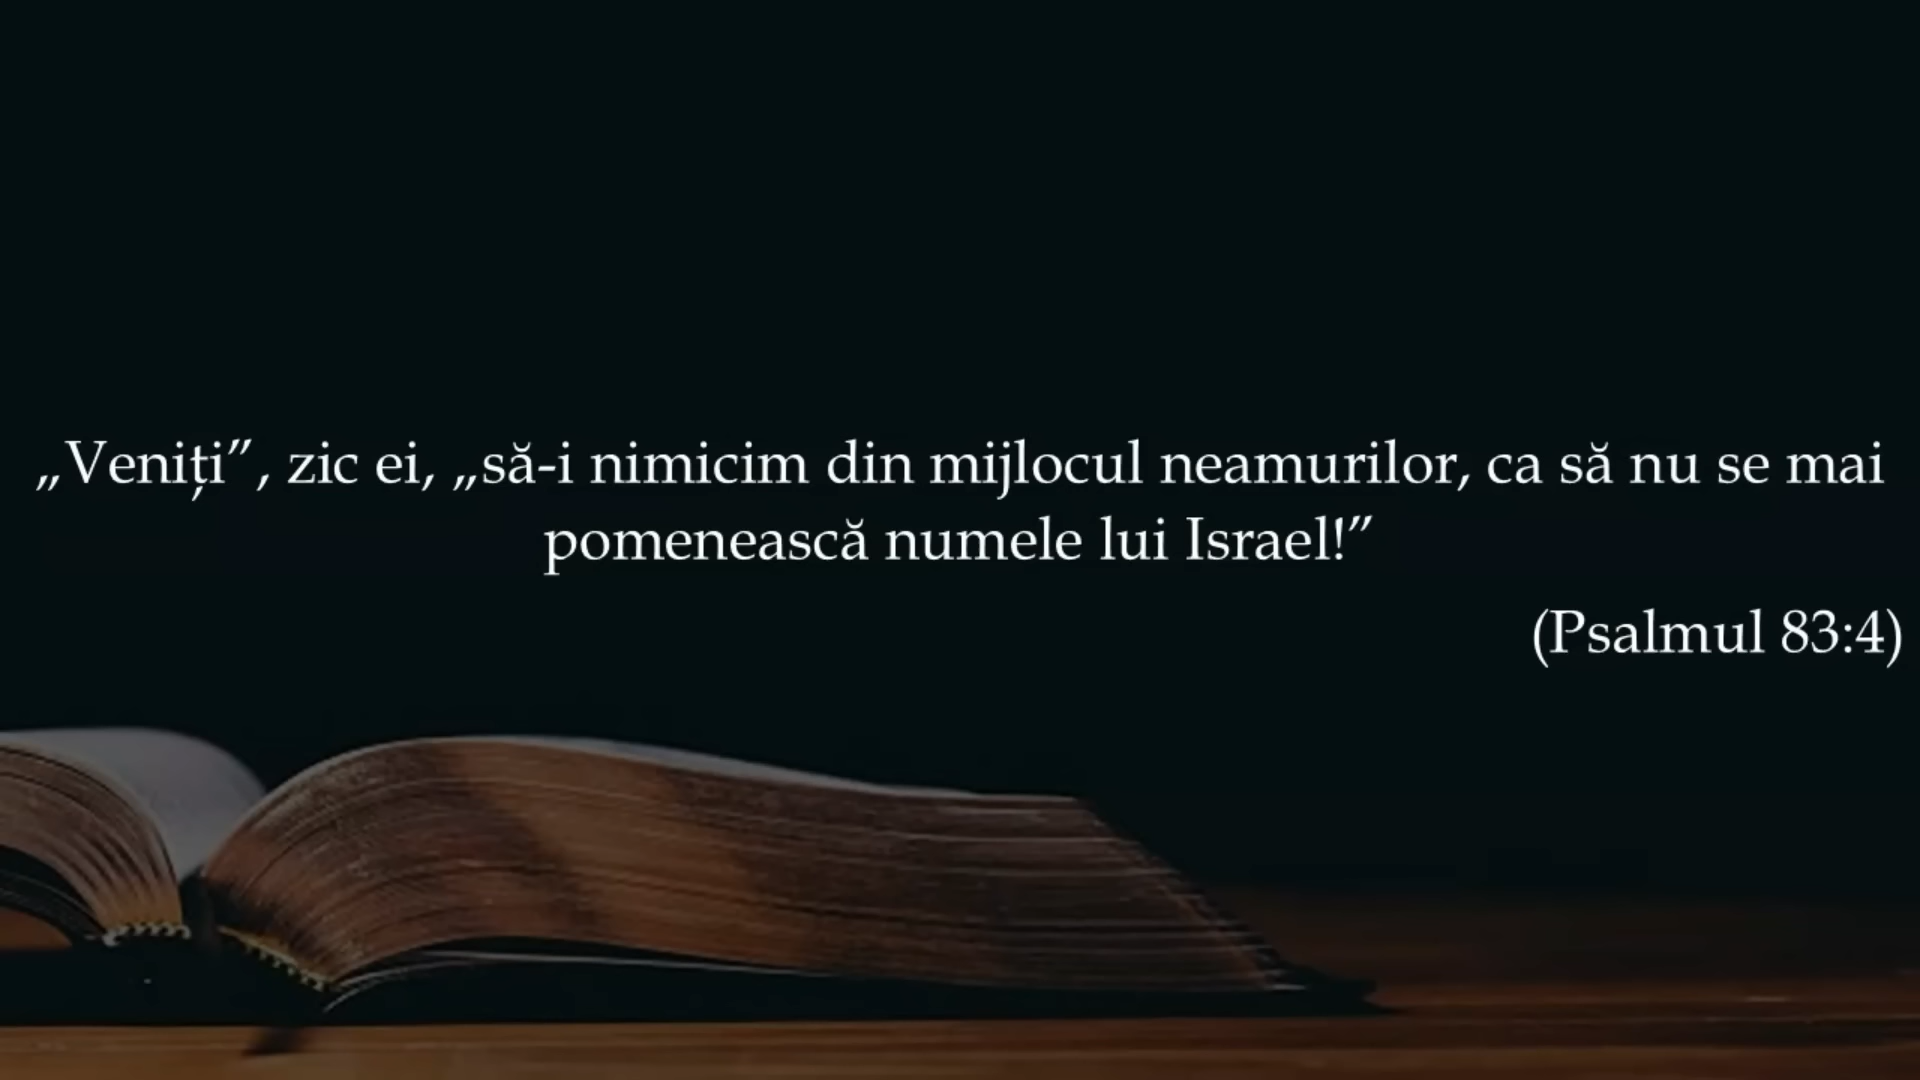 „Veniți”, zic ei, „să-i nimicim din mijlocul neamurilor, ca să nu se mai
pomenească numele lui Israel!”
(Psalmul 83:4)